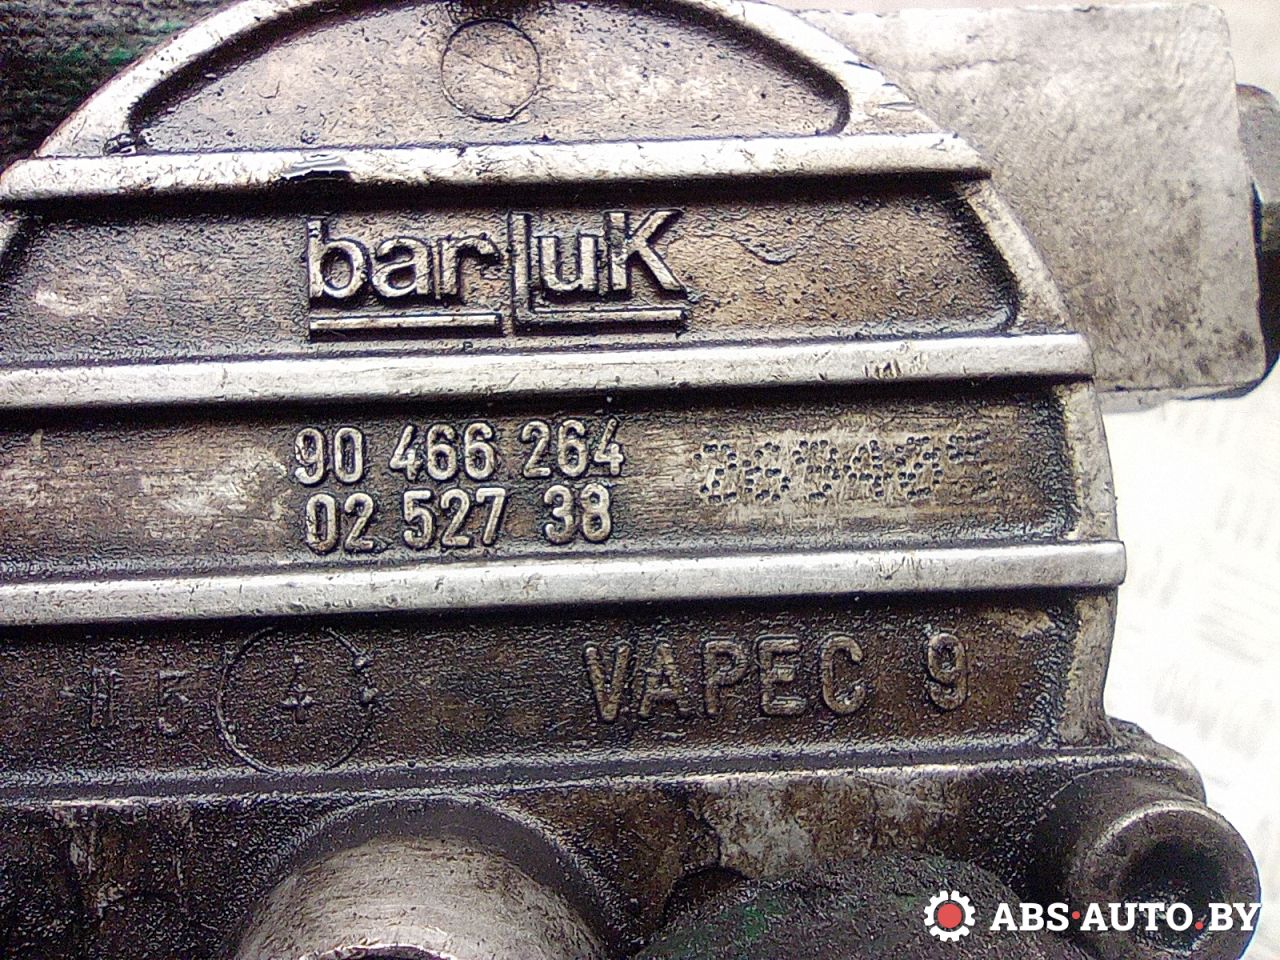 barLuK
90 466 264
02 527 38
VAPEC 9
ABS·AUTO.BY